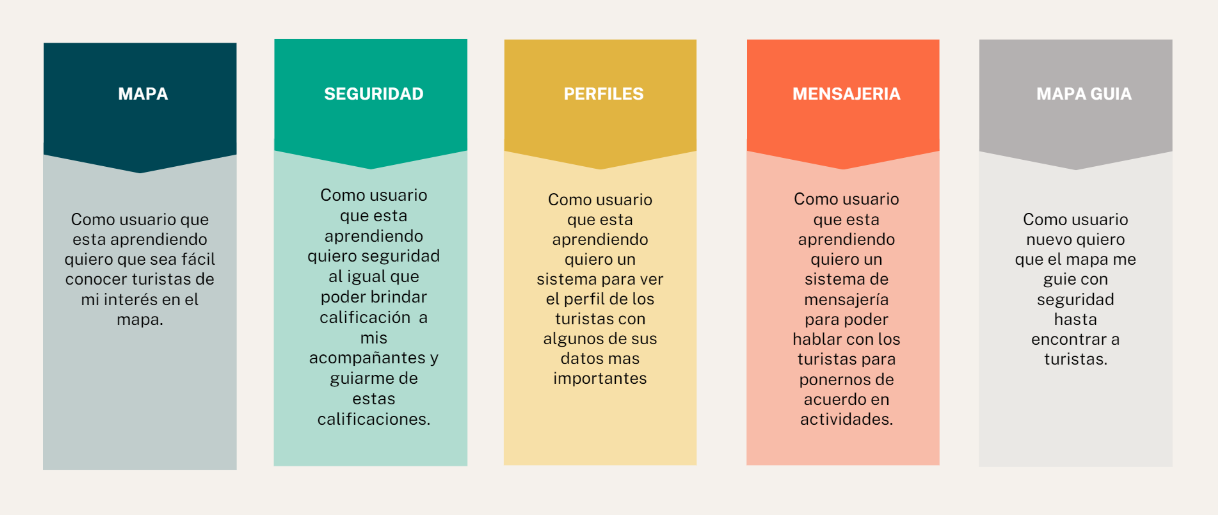 MAPA
Como usuario que
esta aprendiendo
quiero que sea fácil
conocer turistas de
mi interés en el
mapa.
SEGURIDAD
Como usuario
que esta
aprendiendo
quiero seguridad
al igual que
poder brindar
calificación  a
mis
acompañantes y
guiarme de
estas
calificaciones.
PERFILES
Como usuario
que esta
aprendiendo
quiero un
sistema para ver
el perfil de los
turistas con
algunos de sus
datos mas
importantes
MENSAJERIA
Como usuario
que esta
aprendiendo
quiero un
sistema de
mensajería
para poder
hablar con los
turistas para
ponernos de
acuerdo en
actividades.
MAPA GUIA
Como usuario
nuevo quiero
que el mapa me
guie con
seguridad
hasta
encontrar a
turistas.